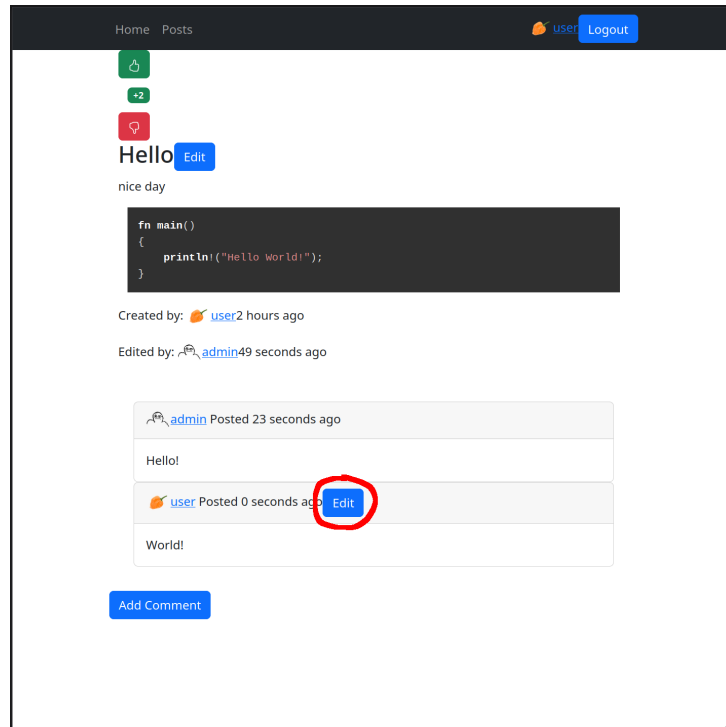 Home Posts user Logout
+2
Hello Edit
nice day
fn main()
{
    println!("Hello World!");
}
Created by: user2 hours ago
Edited by: admin49 seconds ago
admin Posted 23 seconds ago
Hello!
user Posted 0 seconds ago Edit
World!
Add Comment